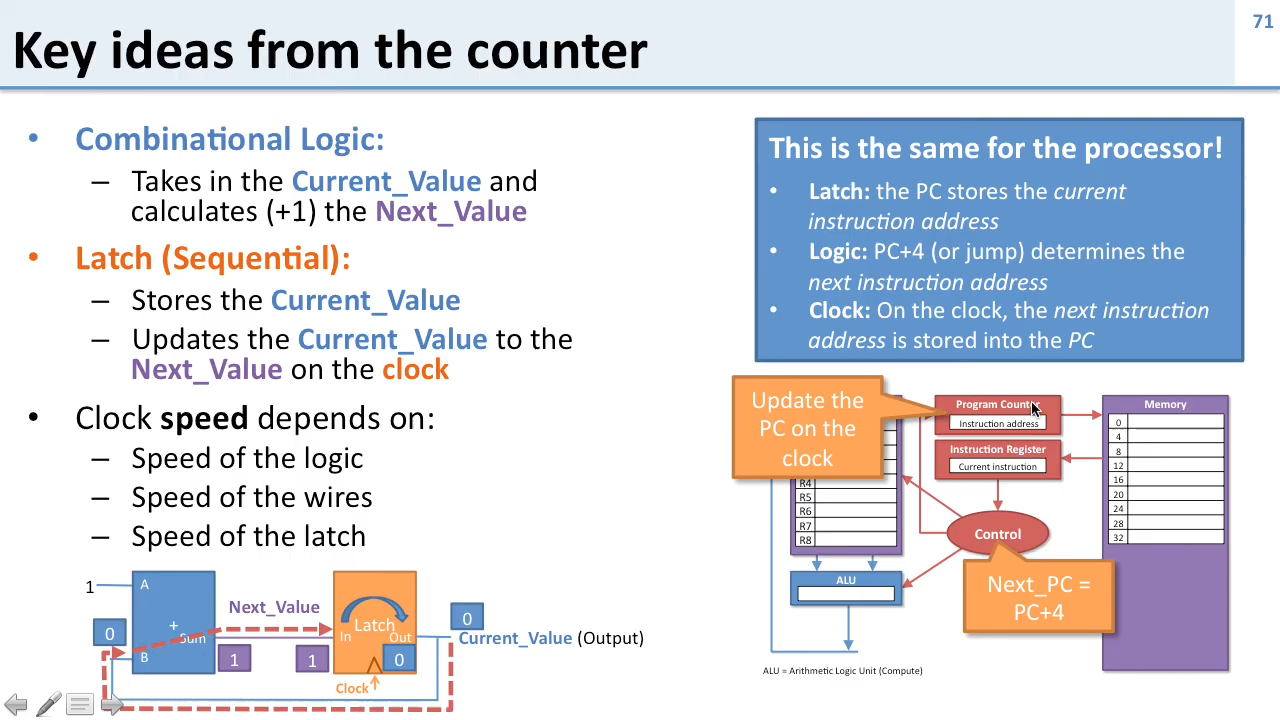 Key ideas from the counter
71
• Combinational Logic:
– Takes in the Current_Value and
calculates (+1) the Next_Value
• Latch (Sequential):
– Stores the Current_Value
– Updates the Current_Value to the
Next_Value on the clock
• Clock speed depends on:
– Speed of the logic
– Speed of the wires
– Speed of the latch
1
A
0
+
Sum
B
Next_Value
1
1
Latch
In
Out
0
Clock
0
Current_Value (Output)
This is the same for the processor!
• Latch: the PC stores the current
instruction address
• Logic: PC+4 (or jump) determines the
next instruction address
• Clock: On the clock, the next instruction
address is stored into the PC
Update the
PC on the
clock
Program Counter
Instruction address
Instruction Register
Current instruction
Control
Next_PC =
PC+4
R4
R5
R6
R7
R8
ALU
ALU = Arithmetic Logic Unit (Compute)
Memory
0
4
8
12
16
20
24
28
32